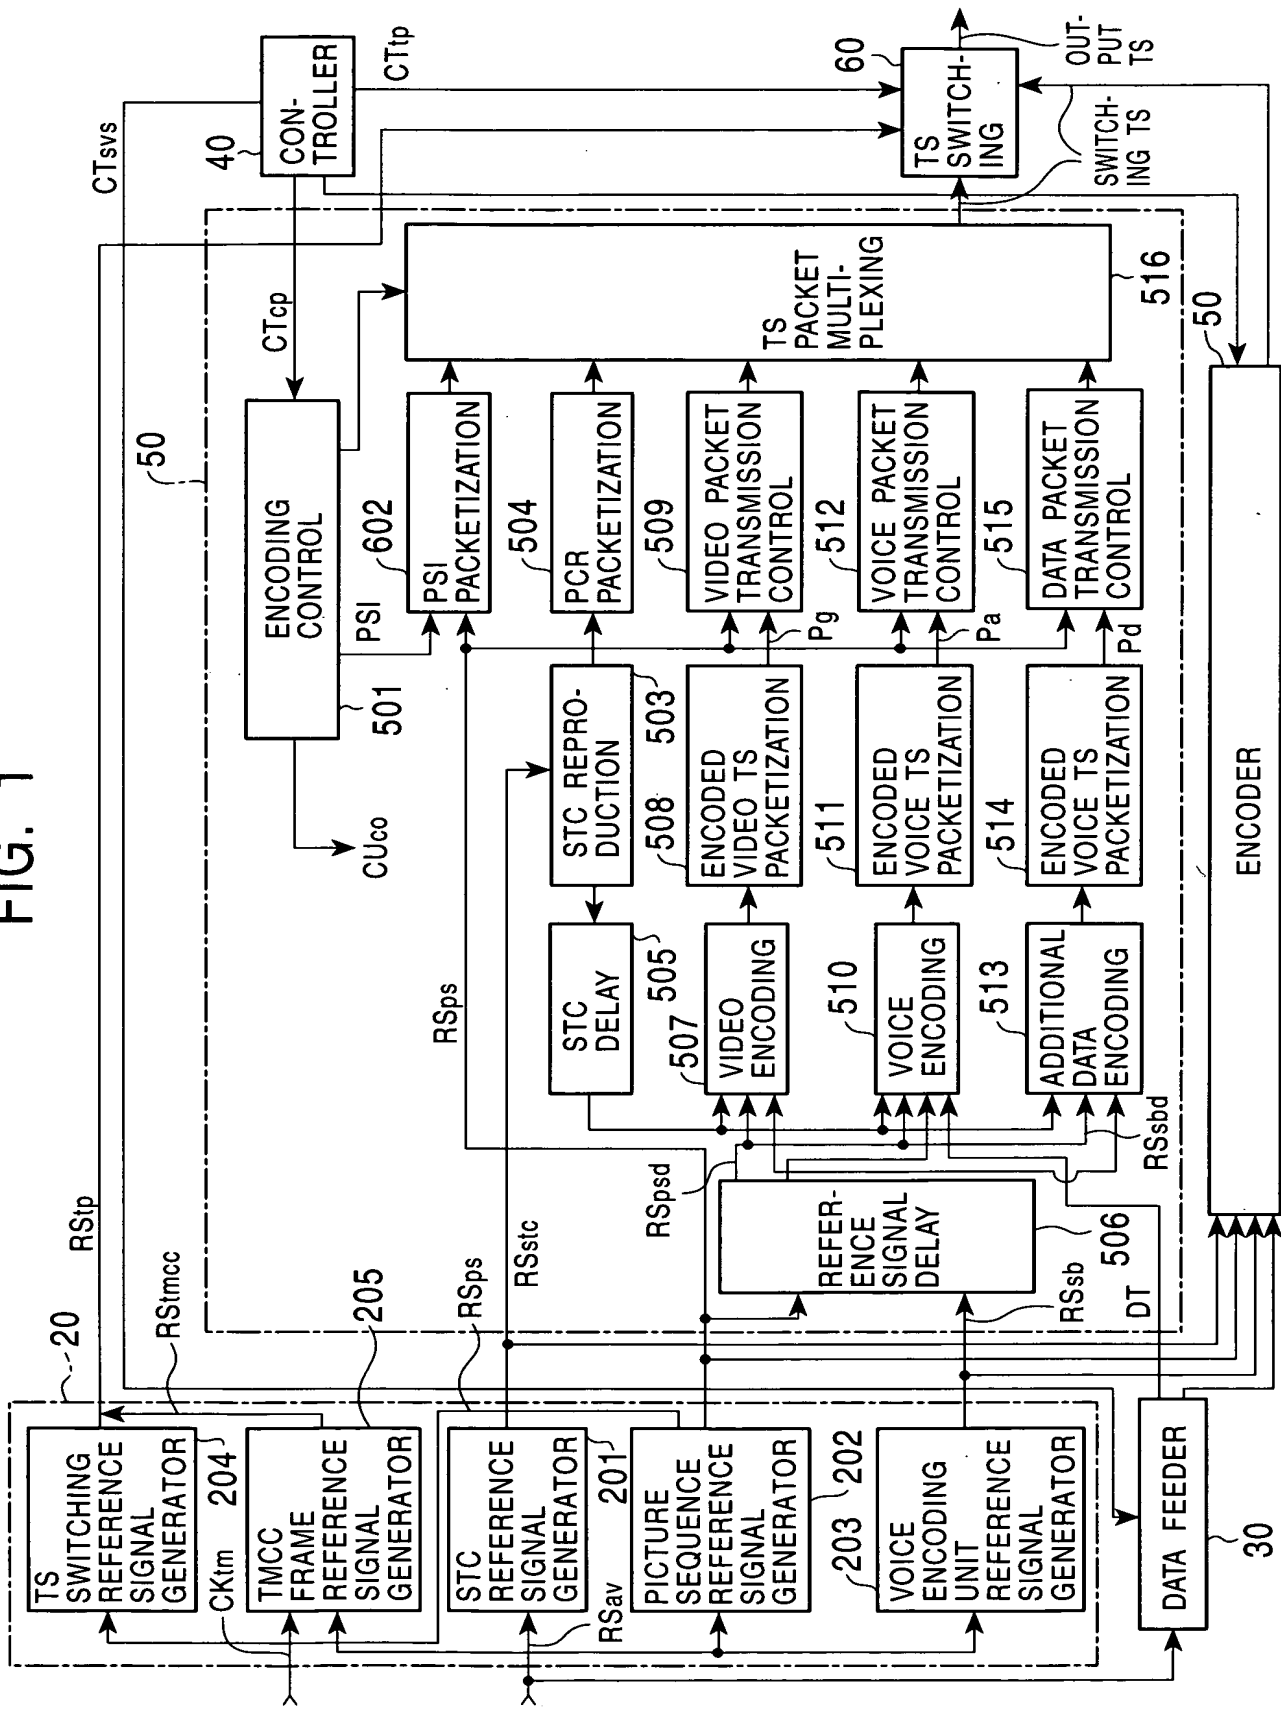 FIG. 1
20
TS
SWITCHING
REFERENCE
SIGNAL
GENERATOR
204
RStp
RStmcc
CKtm
TMCC
FRAME
REFERENCE
SIGNAL
GENERATOR
205
STC
REFERENCE
SIGNAL
GENERATOR
201
RSps
RSstc
RSav
PICTURE
SEQUENCE
REFERENCE
SIGNAL
GENERATOR
202
203
VOICE
ENCODING
UNIT
REFERENCE
SIGNAL
GENERATOR
DATA FEEDER
30
DT
RSsb
REFER-
ENCE
SIGNAL
DELAY
506
RSpsd
RSsbd
RSps
50
ENCODING
CONTROL
501
CUco
PSI
CTcp
CTsvs
40
CON-
TROLLER
CTtp
602
PSI
PACKETIZATION
STC
DELAY
505
STC REPRO-
DUCTION
503
504
PCR
PACKETIZATION
507
VIDEO
ENCODING
508
ENCODED
VIDEO TS
PACKETIZATION
Pg
509
VIDEO PACKET
TRANSMISSION
CONTROL
510
VOICE
ENCODING
511
ENCODED
VOICE TS
PACKETIZATION
Pa
512
VOICE PACKET
TRANSMISSION
CONTROL
513
ADDITIONAL
DATA
ENCODING
514
ENCODED
VOICE TS
PACKETIZATION
Pd
515
DATA PACKET
TRANSMISSION
CONTROL
TS
PACKET
MULTI-
PLEXING
516
60
TS
SWITCH-
ING
OUT-
PUT
TS
SWITCH-
ING TS
50
ENCODER